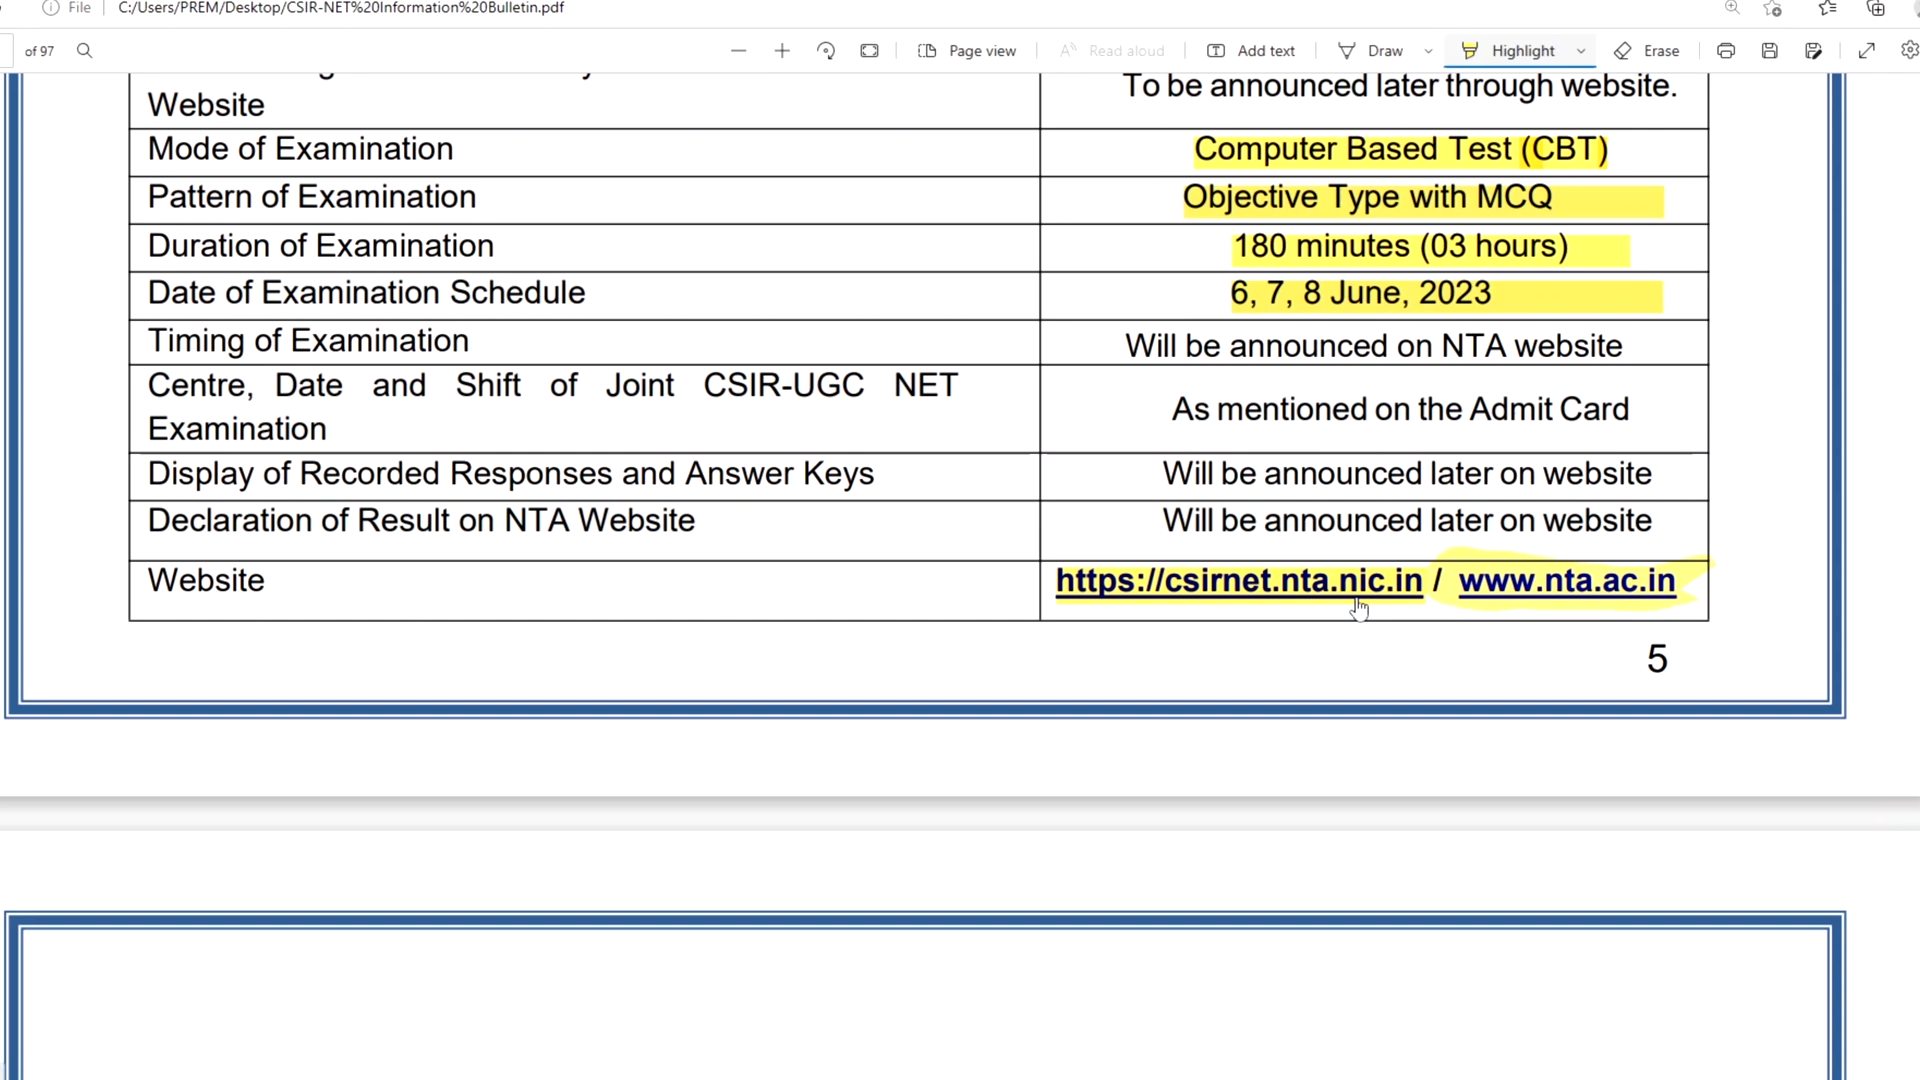 File C:/Users/PREM/Desktop/CSIR-NET%20Information%20Bulletin.pdf
of 97 Page view Read aloud Add text Draw Highlight Erase
Website To be announced later through website.
Mode of Examination Computer Based Test (CBT)
Pattern of Examination Objective Type with MCQ
Duration of Examination 180 minutes (03 hours)
Date of Examination Schedule 6, 7, 8 June, 2023
Timing of Examination Will be announced on NTA website
Centre, Date and Shift of Joint CSIR-UGC NET
Examination As mentioned on the Admit Card
Display of Recorded Responses and Answer Keys Will be announced later on website
Declaration of Result on NTA Website Will be announced later on website
Website https://csirnet.nta.nic.in / www.nta.ac.in
5